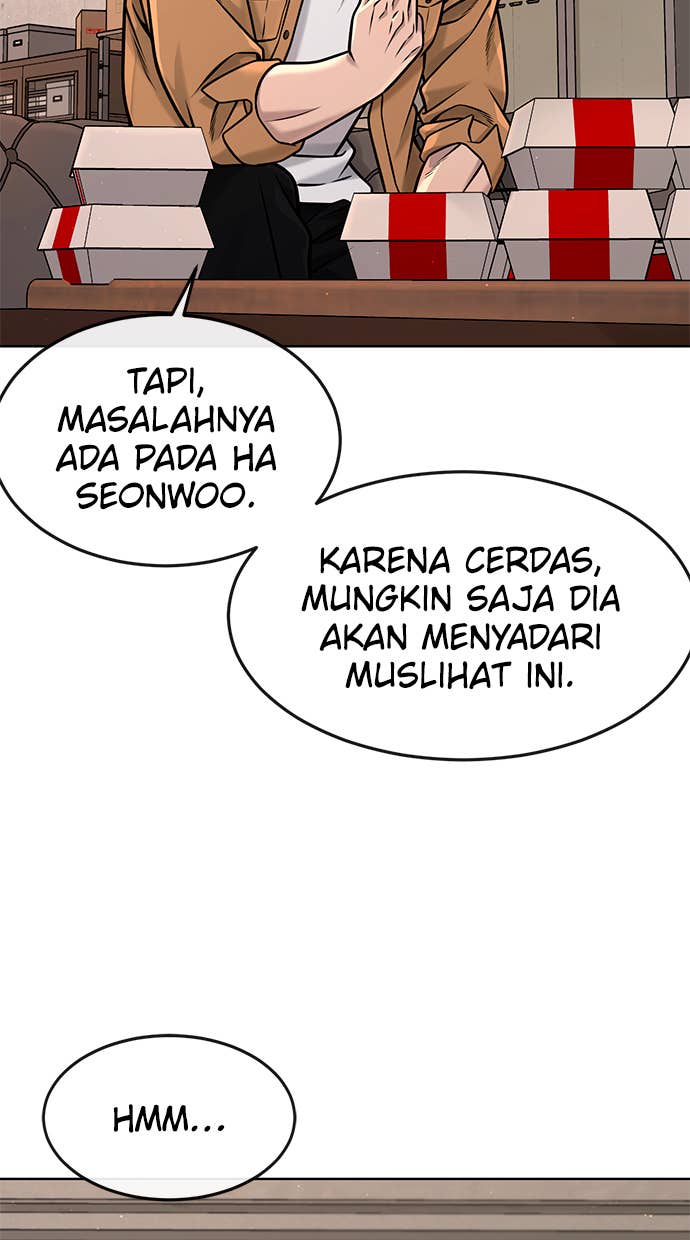 TAPI,
MASALAHNYA
ADA PADA HA
SEONWOO.
KARENA CERDAS,
MUNGKIN SAJA DIA
AKAN MENYADARI
MUSLIHAT INI.
HMM...